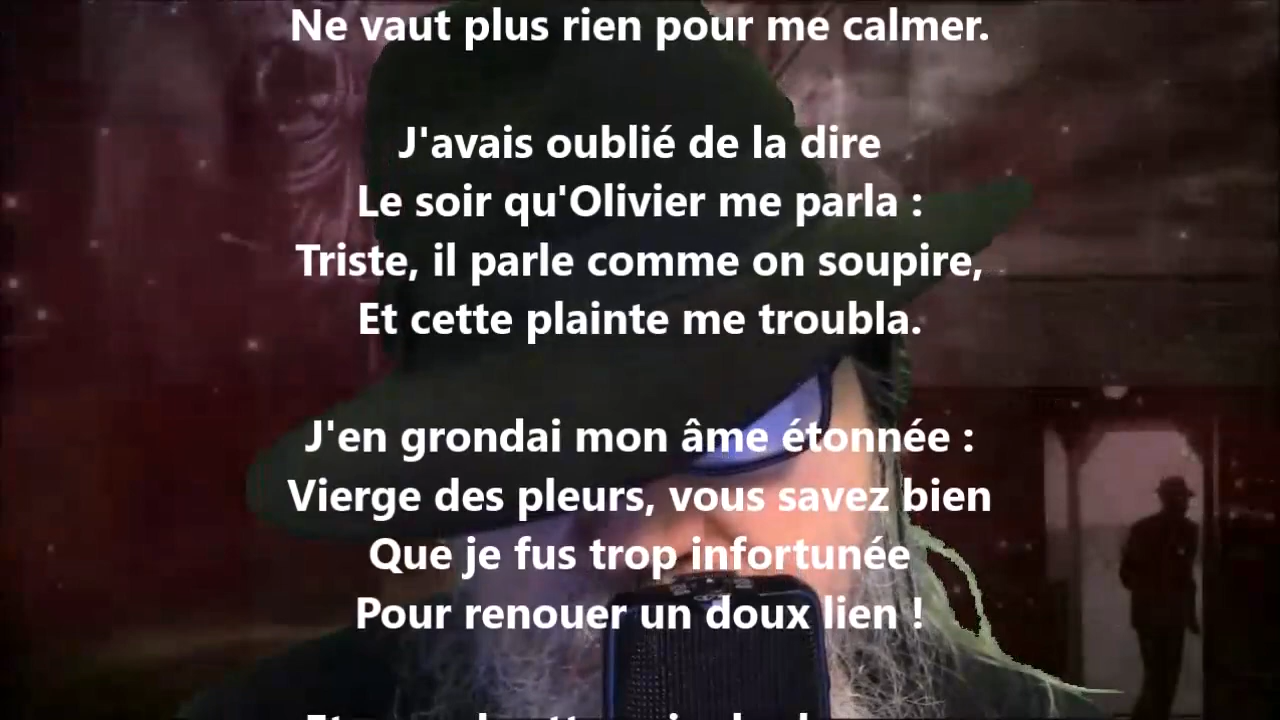 Ne vaut plus rien pour me calmer.
J'avais oublié de la dire
Le soir qu'Olivier me parla :
Triste, il parle comme on soupire,
Et cette plainte me troubla.
J'en grondai mon âme étonnée :
Vierge des pleurs, vous savez bien
Que je fus trop infortunée
Pour renouer un doux lien !